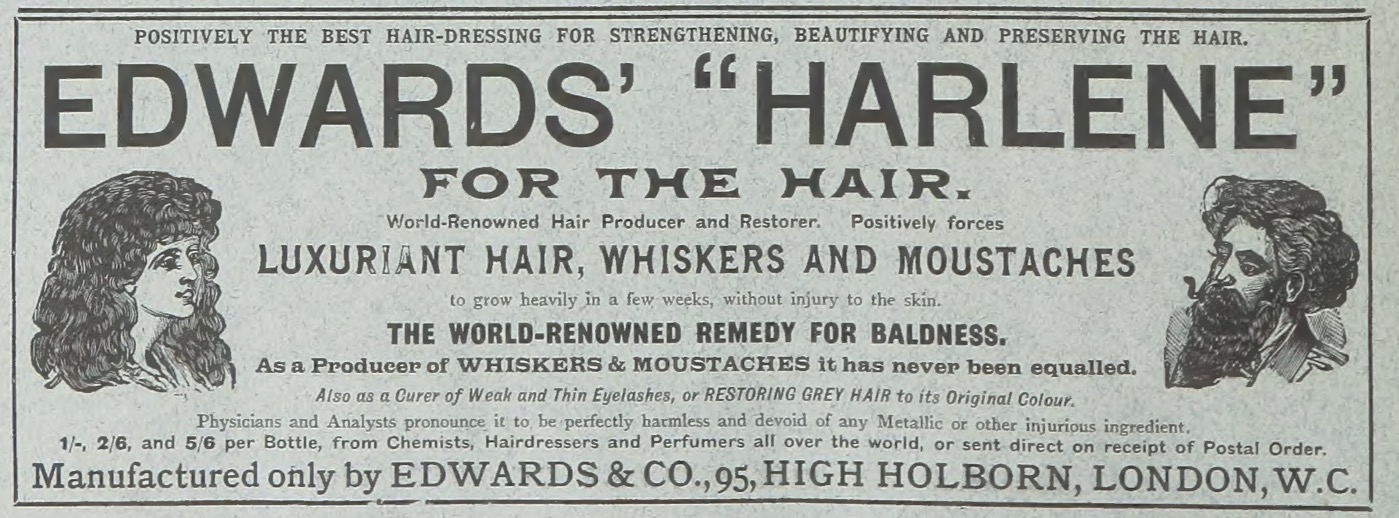 POSITIVELY THE BEST HAIR-DRESSING FOR STRENGTHENING, BEAUTIFYING AND PRESERVING THE HAIR.
EDWARDS' "HARLENE"
FOR THE HAIR.
World-Renowned Hair Producer and Restorer. Positively forces
LUXURIANT HAIR, WHISKERS AND MOUSTACHES
to grow heavily in a few weeks, without injury to the skin.
THE WORLD-RENOWNED REMEDY FOR BALDNESS.
As a Producer of WHISKERS & MOUSTACHES it has never been equalled.
Also as a Curer of Weak and Thin Eyelashes, or RESTORING GREY HAIR to its Original Colour.
Physicians and Analysts pronounce it to be perfectly harmless and devoid of any Metallic or other injurious ingredient.
1/-, 2/6, and 5/6 per Bottle, from Chemists, Hairdressers and Perfumers all over the world, or sent direct on receipt of Postal Order.
Manufactured only by EDWARDS & CO., 95, HIGH HOLBORN, LONDON, W.C.